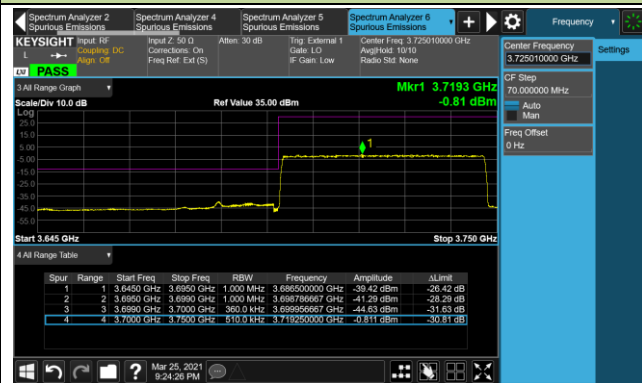 Spectrum Analyzer 2
Spurious Emissions
Spectrum Analyzer 4
Spurious Emissions
Spectrum Analyzer 5
Spurious Emissions
Spectrum Analyzer 6
Spurious Emissions
Frequency
KEYSIGHT
L
LXI
PASS
Input: RF
Coupling: DC
Align: Off
Input Z: 50 Ω
Corrections: On
Freq Ref: Ext (S)
Atten: 30 dB
Trig: External 1
Gate: LO
IF Gain: Low
Center Freq: 3.725010000 GHz
Avg|Hold: 10/10
Radio Std: None
Center Frequency
3.725010000 GHz
Settings
CF Step
70.000000 MHz
Auto
Man
Freq Offset
0 Hz
3 All Range Graph
Mkr1 3.7193 GHz
-0.81 dBm
Scale/Div 10.0 dB
Ref Value 35.00 dBm
Log
25.0
15.0
5.00
-5.00
-15.0
-25.0
-35.0
-45.0
-55.0
1
Start 3.645 GHz
Stop 3.750 GHz
4 All Range Table
Spur Range Start Freq Stop Freq RBW Frequency Amplitude ΔLimit
1 1 3.6450 GHz 3.6950 GHz 1.000 MHz 3.686500000 GHz -39.42 dBm -26.42 dB
2 2 3.6950 GHz 3.6990 GHz 1.000 MHz 3.698786667 GHz -41.29 dBm -28.29 dB
3 3 3.6990 GHz 3.7000 GHz 360.0 kHz 3.699956667 GHz -44.63 dBm -31.63 dB
4 4 3.7000 GHz 3.7500 GHz 510.0 kHz 3.719250000 GHz -0.811 dBm -30.81 dB
Mar 25, 2021
9:24:26 PM